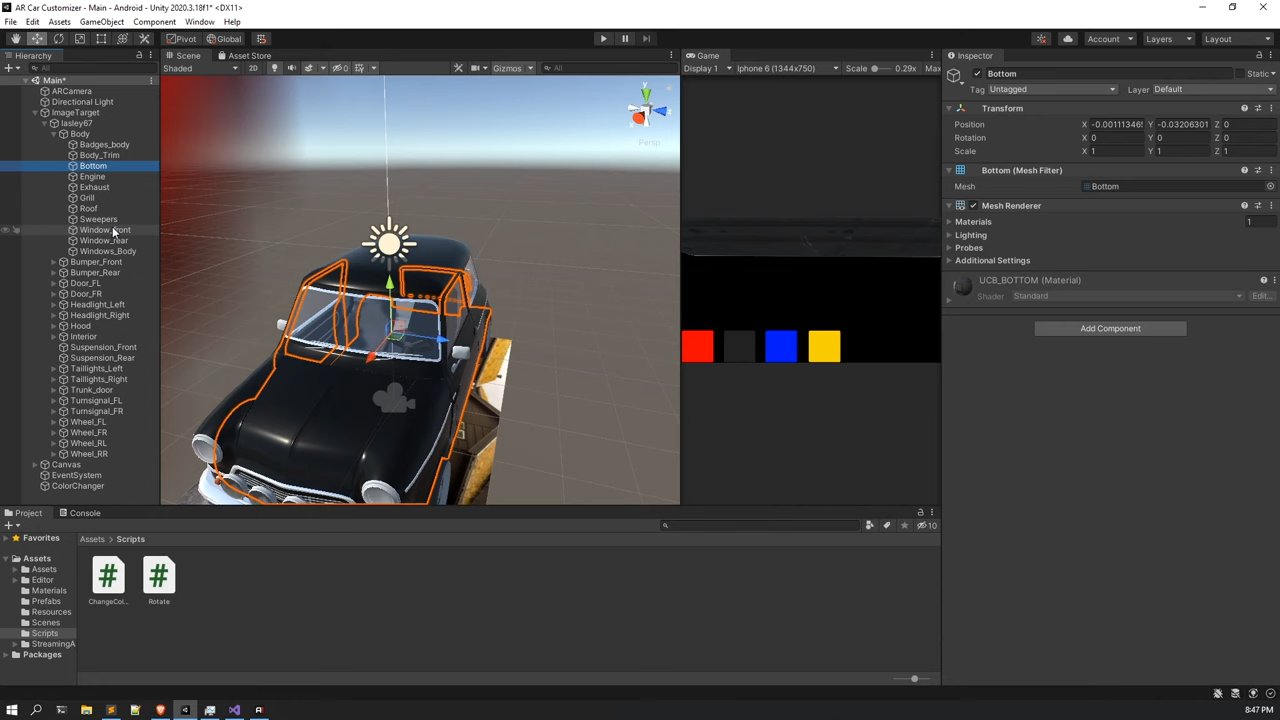 AR Car Customizer - Main - Android - Unity 2020.3.18f1* <DX11>
File Edit Assets GameObject Component Window Help
Pivot Global Account Layers Layout
Hierarchy Scene Asset Store Game Inspector
All Shaded 2D 0 Gizmos All Display 1 iPhone 6 (1344x750) Scale 0.29x Max
Main*
ARCamera
Directional Light
ImageTarget
lasley67
Body
Badges_body
Body_Trim
Bottom
Engine
Exhaust
Grill
Roof
Sweepers
Window_front
Window_rear
Windows_Body
Bumper_Front
Bumper_Rear
Door_FL
Door_FR
Headlight_Left
Headlight_Right
Hood
Interior
Suspension_Front
Suspension_Rear
Taillights_Left
Taillights_Right
Trunk_door
Turnsignal_FL
Turnsignal_FR
Wheel_FL
Wheel_FR
Wheel_RL
Wheel_RR
Canvas
EventSystem
ColorChanger
y
z
Persp
Bottom Static
Tag Untagged Layer Default
Transform
Position X -0.001113465 Y -0.03206301 Z 0
Rotation X 0 Y 0 Z 0
Scale X 1 Y 1 Z 1
Bottom (Mesh Filter)
Mesh Bottom
Mesh Renderer
Materials 1
Lighting
Probes
Additional Settings
UCB_BOTTOM (Material)
Shader Standard Edit...
Add Component
Project Console
10
Favorites
Assets
Assets
Editor
Materials
Prefabs
Resources
Scenes
Scripts
StreamingA
Packages
Assets Scripts
# #
ChangeCol... Rotate
8:47 PM